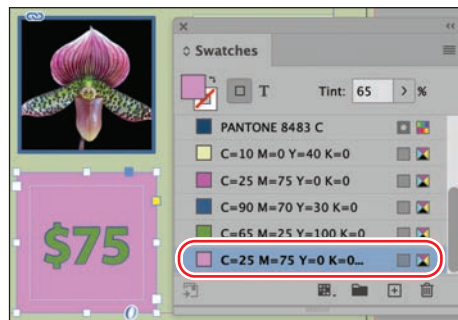 Swatches
T
Tint: 65 > %
PANTONE 8483 C
C=10 M=0 Y=40 K=0
C=25 M=75 Y=0 K=0
C=90 M=70 Y=30 K=0
C=65 M=25 Y=100 K=0
C=25 M=75 Y=0 K=0...
$75